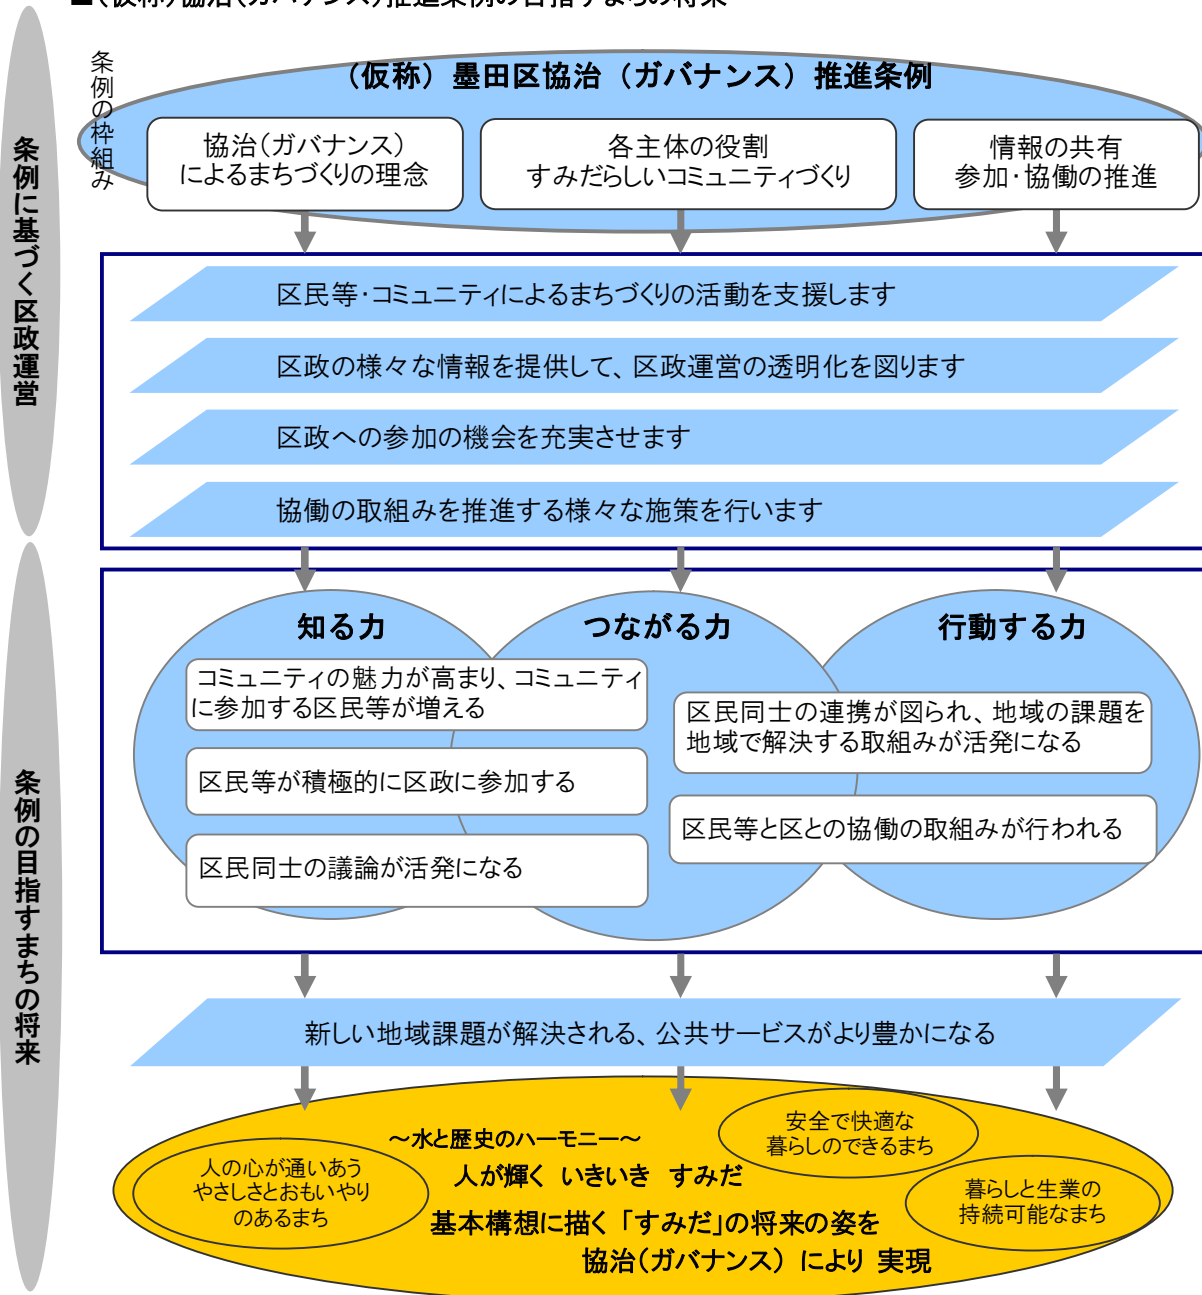 ■(仮称)協治(ガバナンス)推進条例の目指すまちの将来
条例の枠組み
(仮称) 墨田区協治 (ガバナンス) 推進条例
協治(ガバナンス)
によるまちづくりの理念
各主体の役割
すみだらしいコミュニティづくり
情報の共有
参加・協働の推進
条例に基づく区政運営
区民等・コミュニティによるまちづくりの活動を支援します
区政の様々な情報を提供して、区政運営の透明化を図ります
区政への参加の機会を充実させます
協働の取組みを推進する様々な施策を行います
条例の目指すまちの将来
知る力
つながる力
行動する力
コミュニティの魅力が高まり、コミュニティ
に参加する区民等が増える
区民等が積極的に区政に参加する
区民同士の議論が活発になる
区民同士の連携が図られ、地域の課題を
地域で解決する取組みが活発になる
区民等と区との協働の取組みが行われる
新しい地域課題が解決される、公共サービスがより豊かになる
～水と歴史のハーモニー～
人が輝く いきいき すみだ
基本構想に描く「すみだ」の将来の姿を
協治(ガバナンス) により 実現
人の心が通いあう
やさしさとおもいやり
のあるまち
安全で快適な
暮らしのできるまち
暮らしと生業の
持続可能なまち